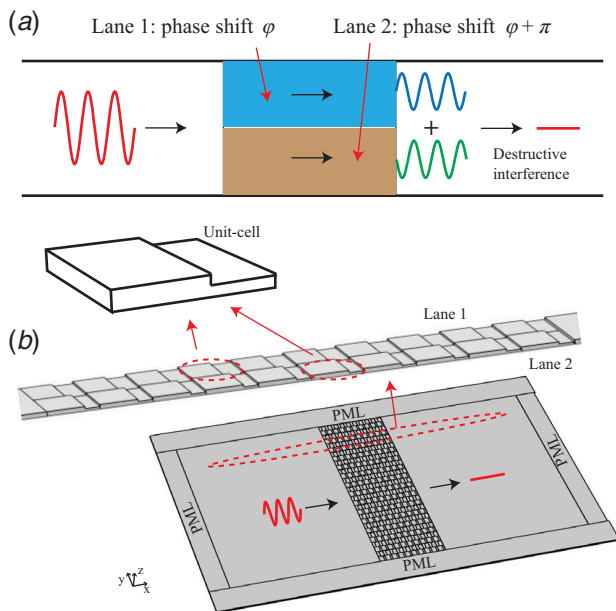 (a)
Lane 1: phase shift φ
Lane 2: phase shift φ + π
+
Destructive
interference
Unit-cell
(b)
Lane 1
Lane 2
PML
PML
PML
PML
y z x